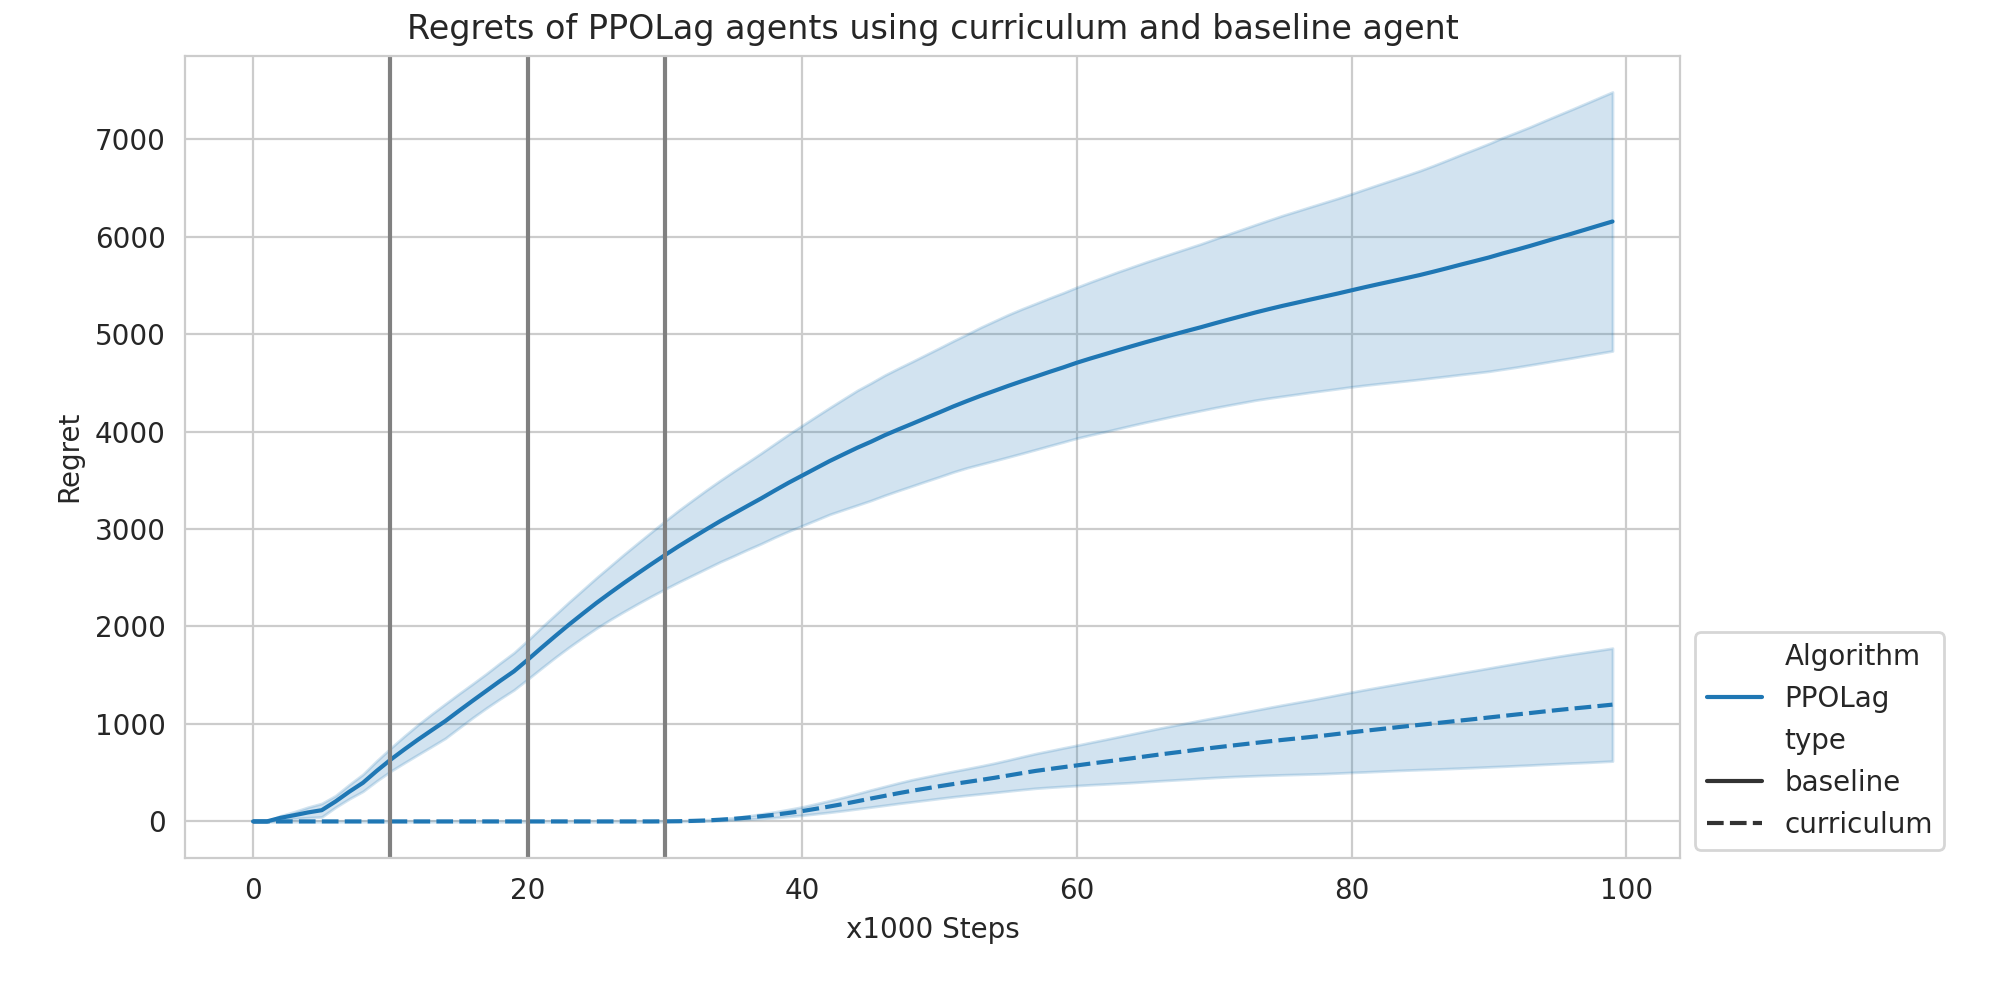 Regrets of PPOLag agents using curriculum and baseline agent
Regret
7000
6000
5000
4000
3000
2000
1000
0
0 20 40 60 80 100
x1000 Steps
Algorithm
PPOLag
type
baseline
curriculum